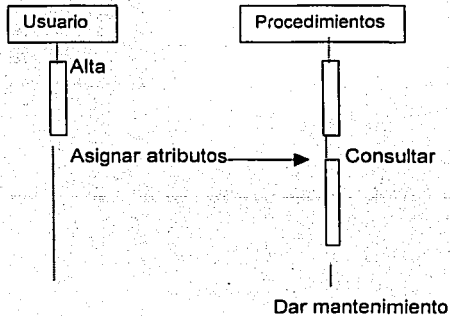 Usuario
Procedimientos
Alta
Asignar atributos
Consultar
Dar mantenimiento